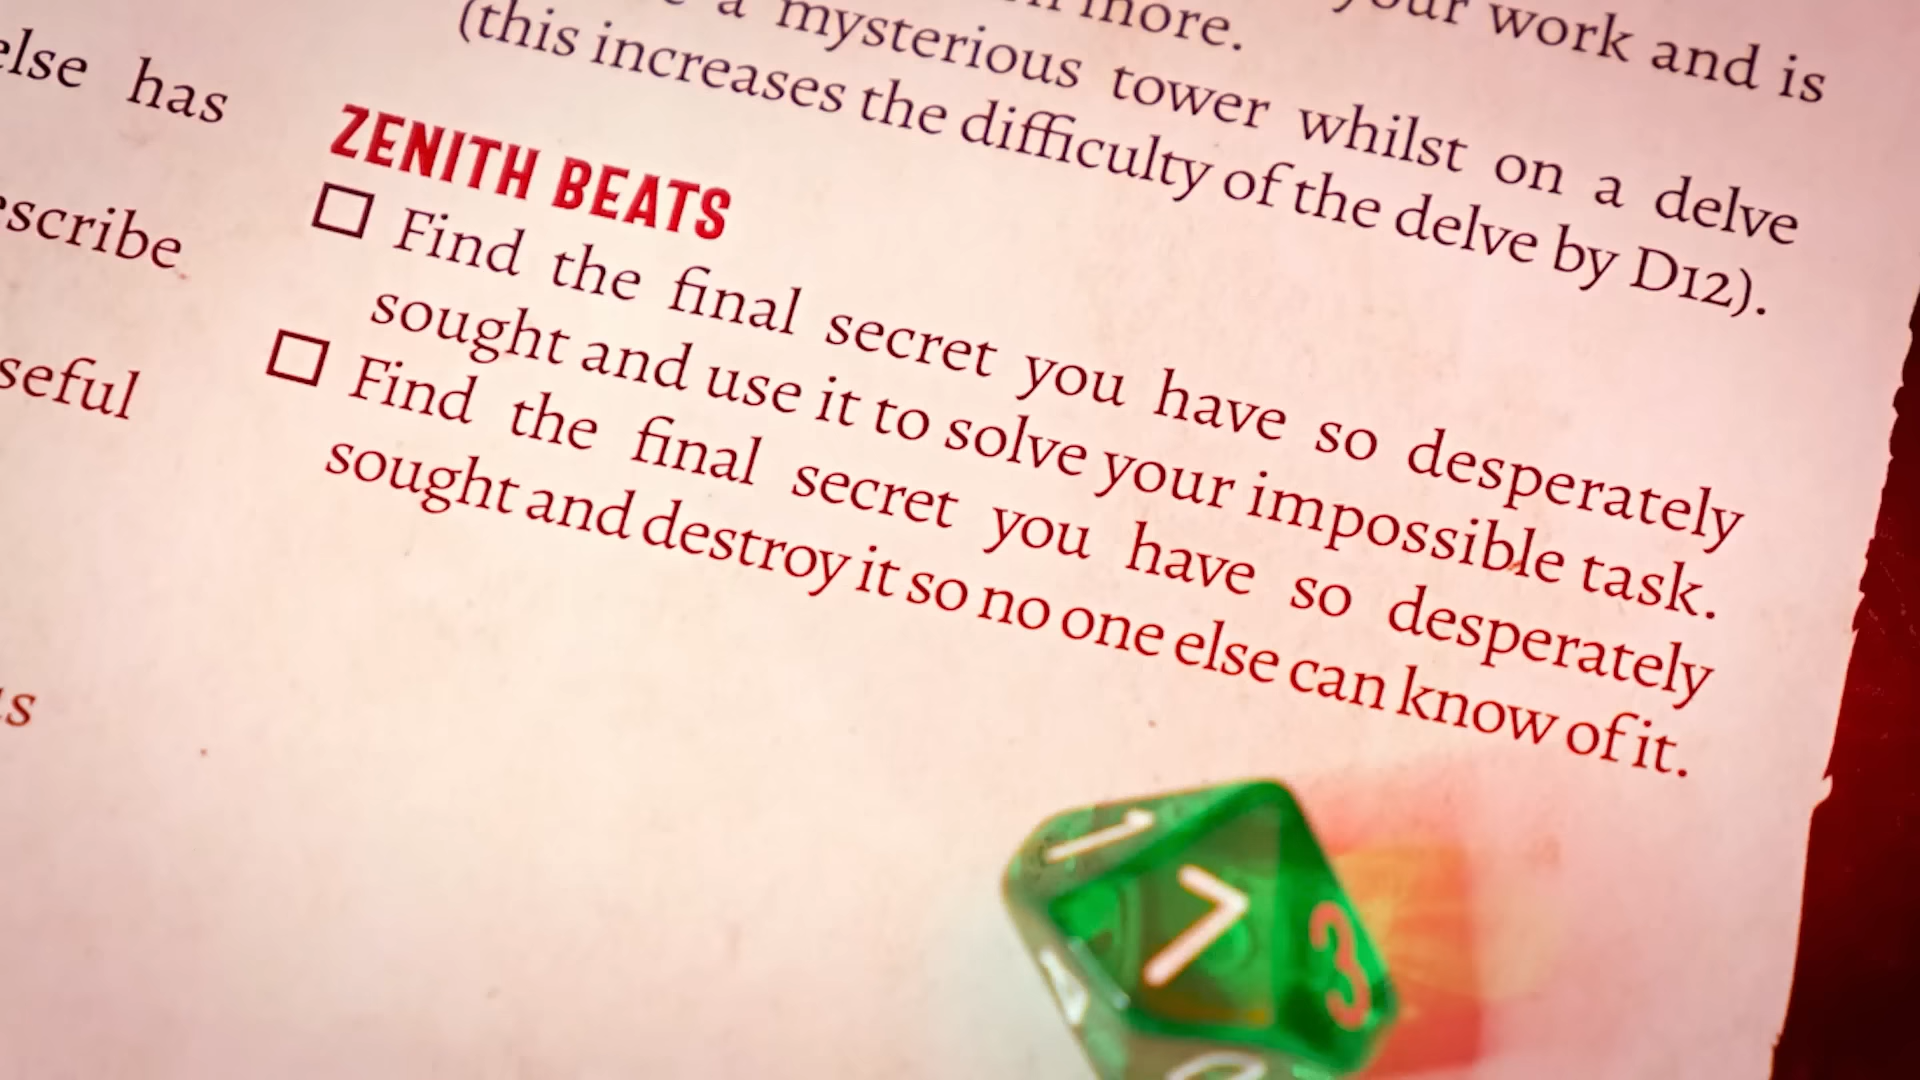 else has
seful
your work and is
more.
a mysterious tower whilst on a delve
(this increases the difficulty of the delve by D12).
ZENITH BEATS
Find the final secret you have so desperately
sought and use it to solve your impossible task.
Find the final secret you have so desperately
sought and destroy it so no one else can know of it.
1
7
3